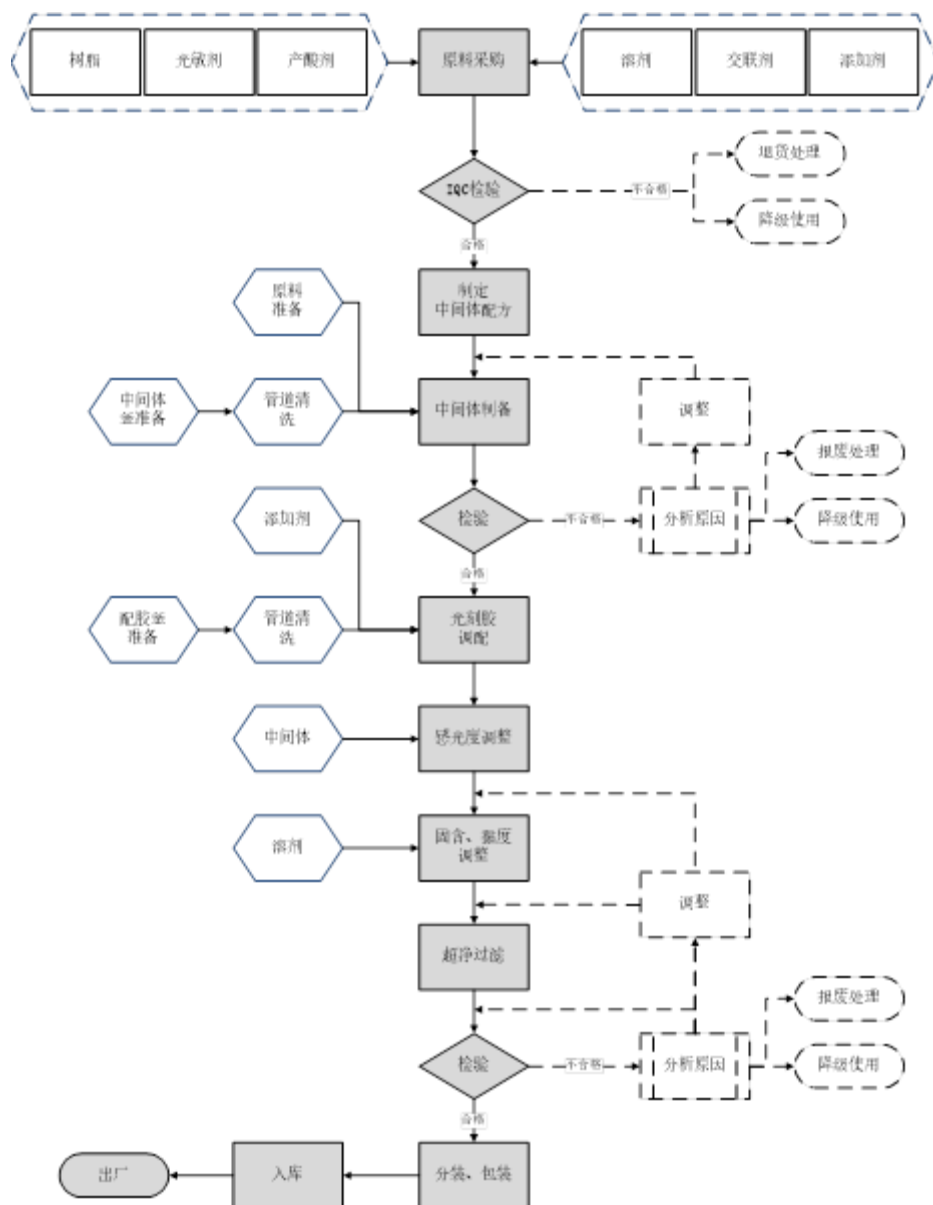 树脂
光敏剂
产酸剂
原料采购
溶剂
交联剂
添加剂
IQC检验
不合格
退货处理
降级使用
合格
原料
准备
制定
中间体配方
中间体
釜准备
管道清
洗
中间体制备
调整
报废处理
添加剂
检验
不合格
分析原因
降级使用
合格
配胶釜
准备
管道清
洗
光刻胶
调配
中间体
感光度调整
溶剂
固含、黏度
调整
调整
超净过滤
报废处理
检验
不合格
分析原因
降级使用
合格
出厂
入库
分装、包装